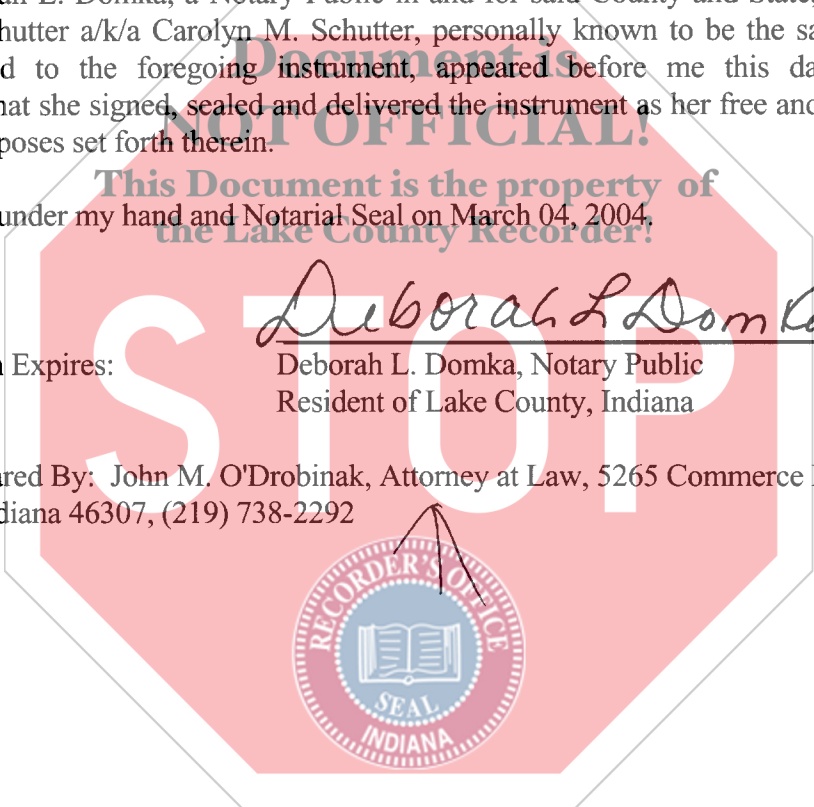 L. Domka, a Notary Public in and for said County and State,
hutter a/k/a Carolyn M. Schutter, personally known to be the sa
d to the foregoing instrument, appeared before me this da
hat she signed, sealed and delivered the instrument as her free and
poses set forth therein.
Document is
NOT OFFICIAL!
This Document is the property of
the Lake County Recorder!
under my hand and Notarial Seal on March 04, 2004.
Deborah L Domka
Expires:
Deborah L. Domka, Notary Public
Resident of Lake County, Indiana
STOP
ared By: John M. O'Drobinak, Attorney at Law, 5265 Commerce
diana 46307, (219) 738-2292
RECORDER'S OFFICE
SEAL
INDIANA